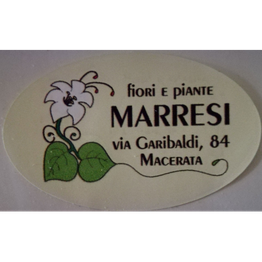 fiori e piante
MARRESI
via Garibaldi, 84
Macerata